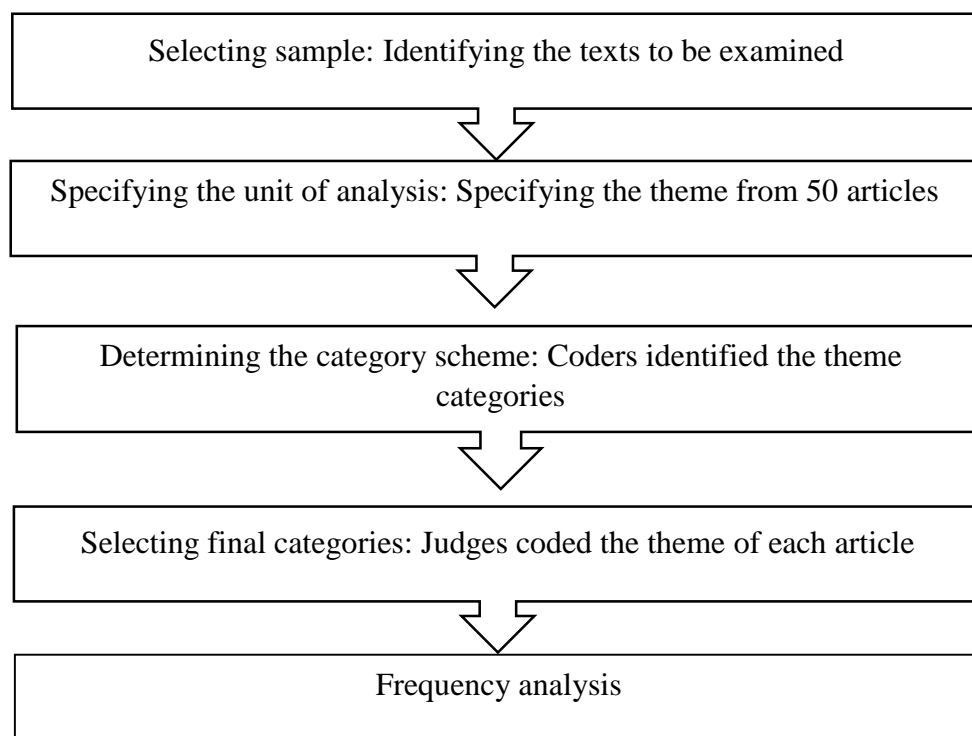 Selecting sample: Identifying the texts to be examined
Specifying the unit of analysis: Specifying the theme from 50 articles
Determining the category scheme: Coders identified the theme
categories
Selecting final categories: Judges coded the theme of each article
Frequency analysis